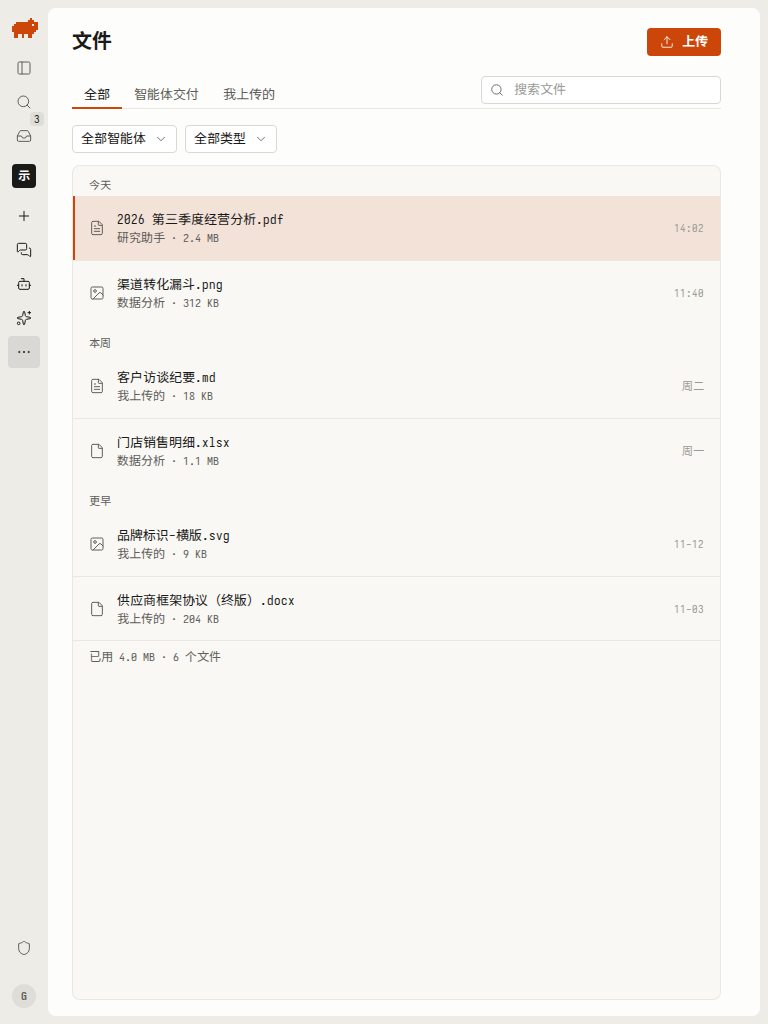 文件
上传
全部
智能体交付
我上传的
搜索文件
3
全部智能体
全部类型
示
今天
2026 第三季度经营分析.pdf
研究助手 · 2.4 MB
14:02
渠道转化漏斗.png
数据分析 · 312 KB
11:40
本周
客户访谈纪要.md
我上传的 · 18 KB
周二
门店销售明细.xlsx
数据分析 · 1.1 MB
周一
更早
品牌标识-横版.svg
我上传的 · 9 KB
11-12
供应商框架协议（终版）.docx
我上传的 · 204 KB
11-03
已用 4.0 MB · 6 个文件
G